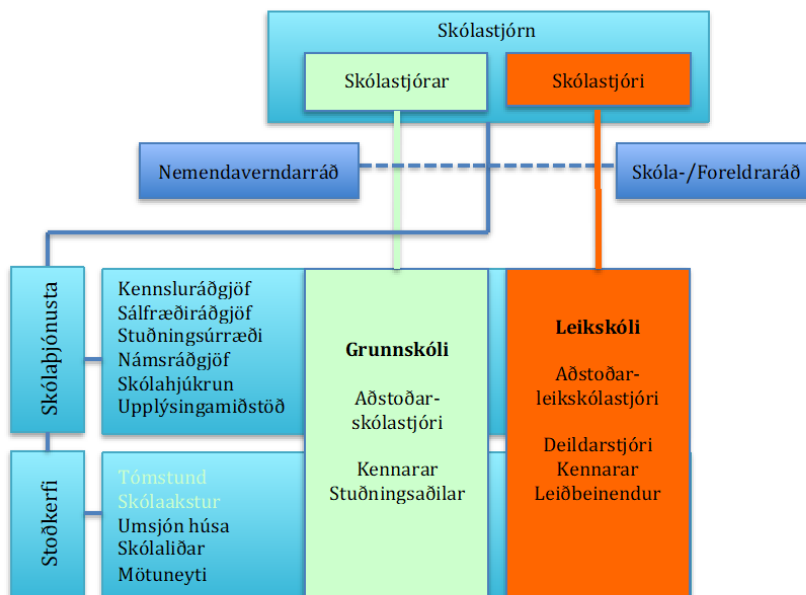 Skólastjórn
Skólastjórar
Skólastjóri
Nemendaverndarráð
Skóla-/Foreldraráð
Skólaþjónusta
Kennsluráðgjöf
Sálfræðiráðgjöf
Stuðningsúrræði
Námsráðgjöf
Skólahjúkrun
Upplýsingamiðstöð
Grunnskóli
Aðstoðar-
skólastjóri
Kennarar
Stuðningsaðilar
Leikskóli
Aðstoðar-
leikskólastjóri
Deildarstjóri
Kennarar
Leiðbeinendur
Stoðkerfi
Tómstund
Skólaakstur
Umsjón húsa
Skólaliðar
Mötuneyti